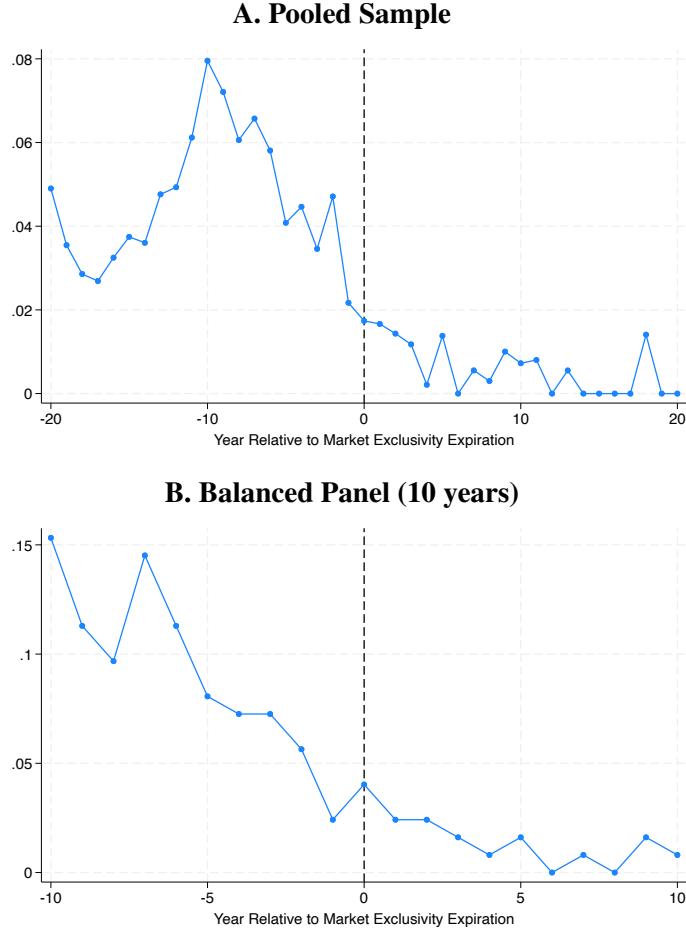 A. Pooled Sample
.08
.06
.04
.02
0
-20 -10 0 10 20
Year Relative to Market Exclusivity Expiration
B. Balanced Panel (10 years)
.15
.1
.05
0
-10 -5 0 5 10
Year Relative to Market Exclusivity Expiration